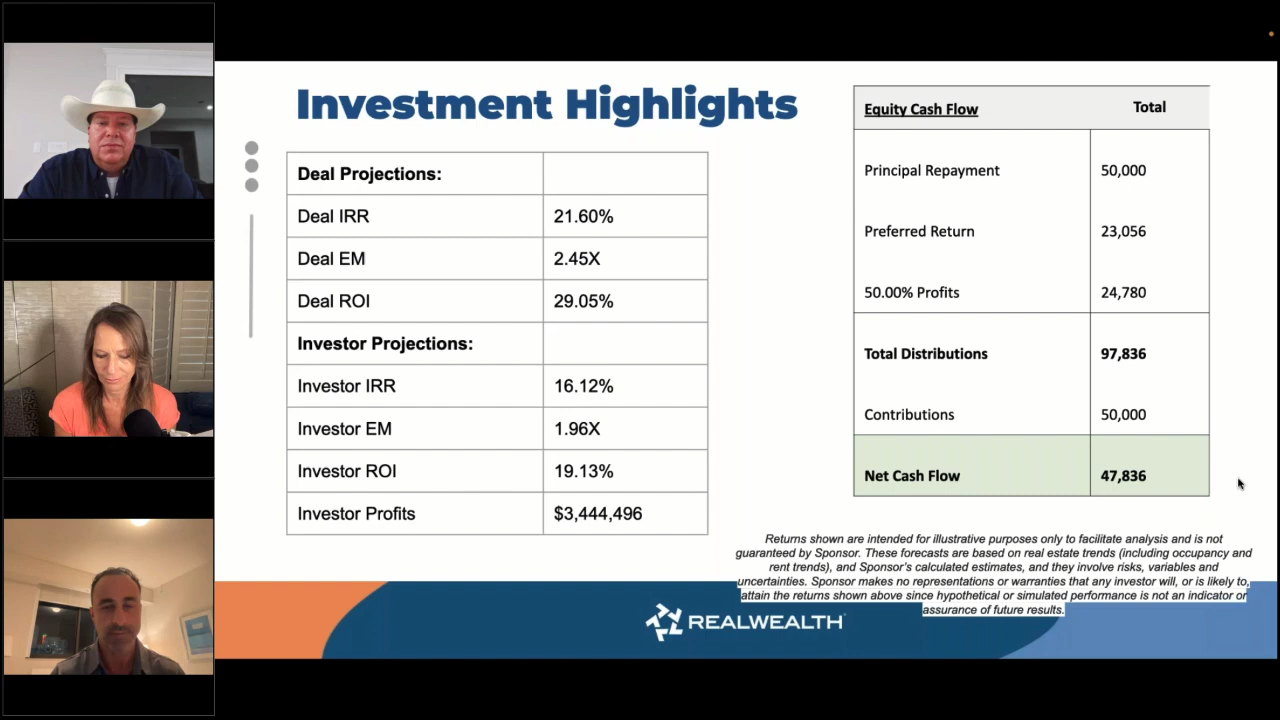 Investment Highlights
Deal Projections:
Deal IRR 21.60%
Deal EM 2.45X
Deal ROI 29.05%
Investor Projections:
Investor IRR 16.12%
Investor EM 1.96X
Investor ROI 19.13%
Investor Profits $3,444,496
Equity Cash Flow Total
Principal Repayment 50,000
Preferred Return 23,056
50.00% Profits 24,780
Total Distributions 97,836
Contributions 50,000
Net Cash Flow 47,836
Returns shown are intended for illustrative purposes only to facilitate analysis and is not
guaranteed by Sponsor. These forecasts are based on real estate trends (including occupancy and
rent trends), and Sponsor's calculated estimates, and they involve risks, variables and
uncertainties. Sponsor makes no representations or warranties that any investor will, or is likely to,
attain the returns shown above since hypothetical or simulated performance is not an indicator or
assurance of future results.
REALWEALTH